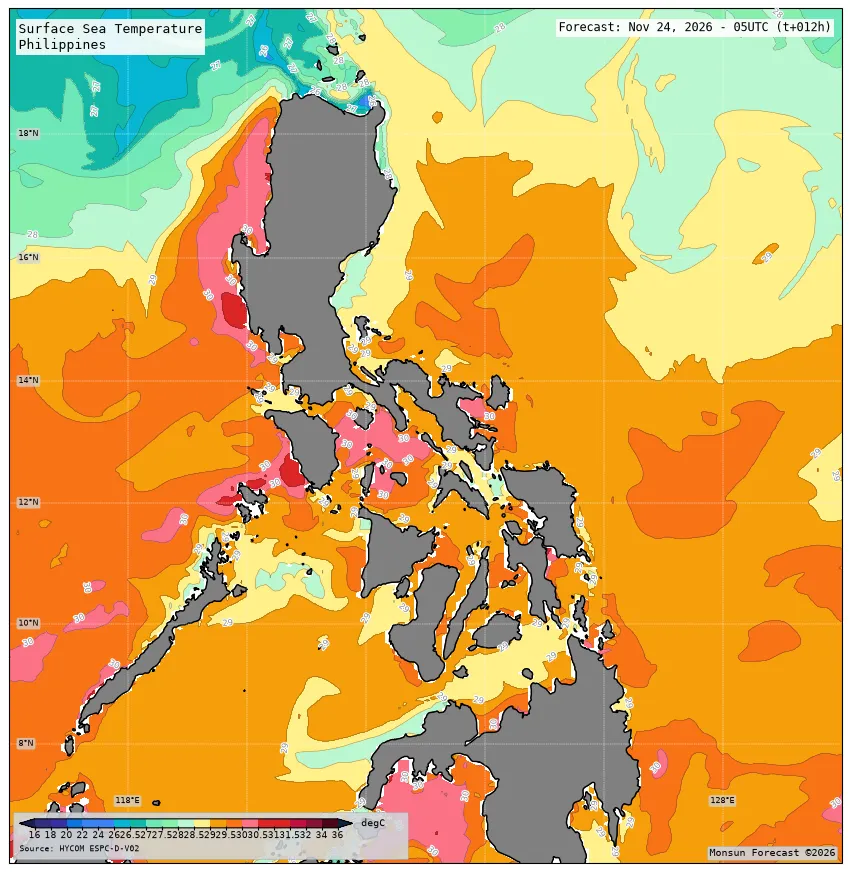 Surface Sea Temperature
Philippines
Forecast: Nov 24, 2026 - 05UTC (t+012h)
18°N
16°N
14°N
12°N
10°N
8°N
118°E
128°E
16 18 20 22 24 26 26.5 27 27.5 28 28.5 29 29.5 30 30.5 31 31.5 32 34 36 degC
Source: HYCOM ESPC-D-V02
Monsun Forecast ©2026